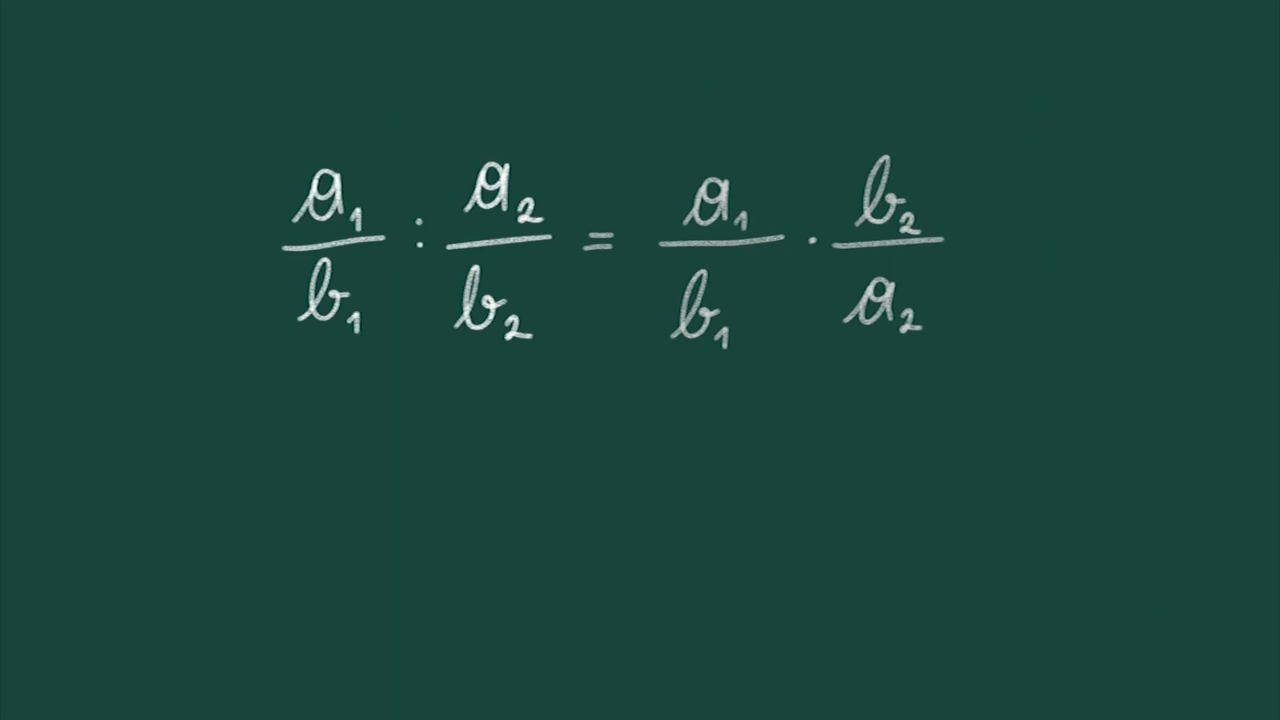 a₁/b₁ : a₂/b₂ = a₁/b₁ · b₂/a₂